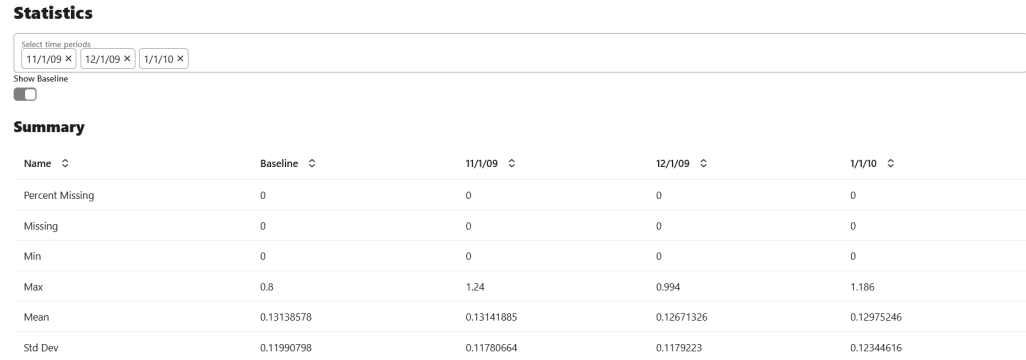 Statistics
Select time periods
11/1/09 × 12/1/09 × 1/1/10 ×
Show Baseline
Summary
Name Baseline 11/1/09 12/1/09 1/1/10
Percent Missing 0 0 0 0
Missing 0 0 0 0
Min 0 0 0 0
Max 0.8 1.24 0.994 1.186
Mean 0.13138578 0.13141885 0.12671326 0.12975246
Std Dev 0.11990798 0.11780664 0.1179223 0.12344616